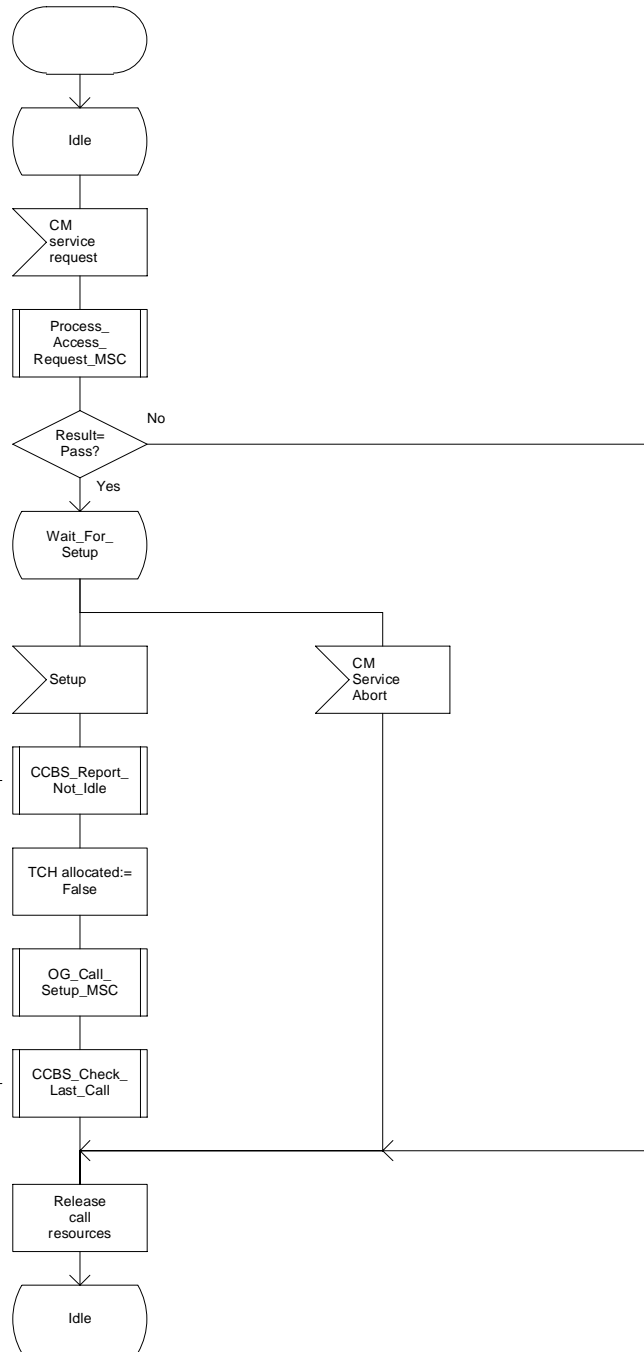 Idle
CM
service
request
Process_
Access_
Request_MSC
No
Result=
Pass?
Yes
Wait_For_
Setup
Setup
CM
Service
Abort
CCBS_Report_
Not_Idle
TCH allocated:=
False
OG_Call_
Setup_MSC
CCBS_Check_
Last_Call
Release
call
resources
Idle